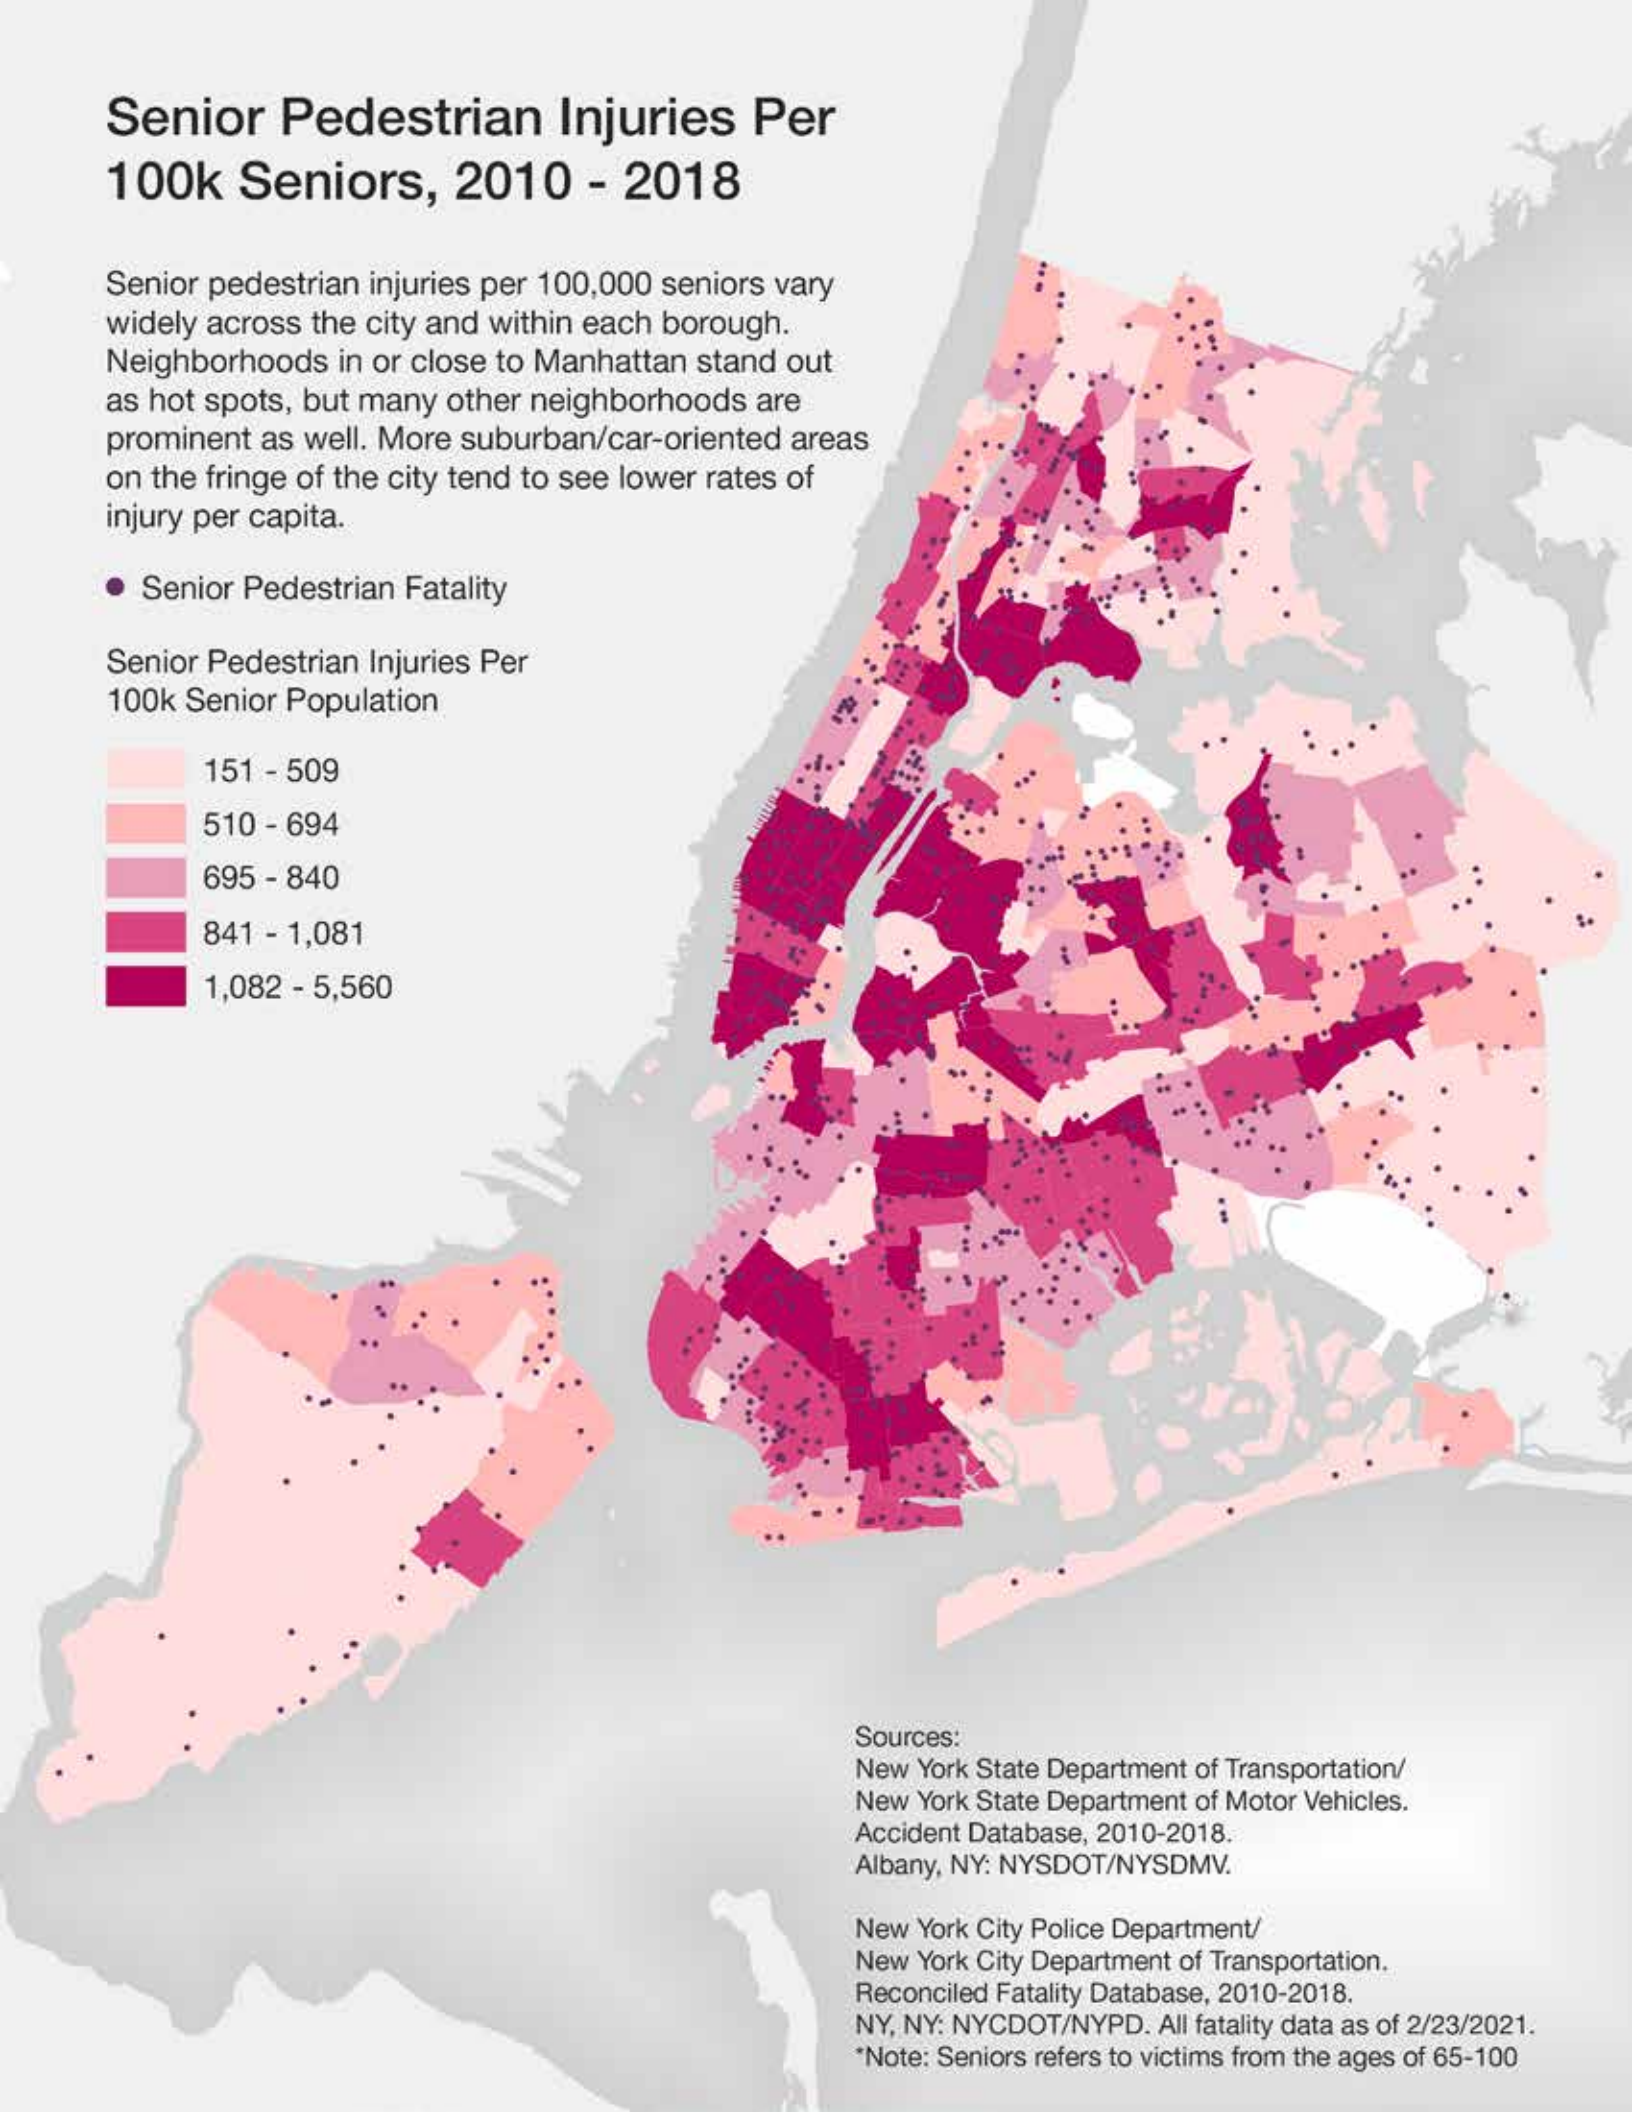 Senior Pedestrian Injuries Per
100k Seniors, 2010 - 2018
Senior pedestrian injuries per 100,000 seniors vary
widely across the city and within each borough.
Neighborhoods in or close to Manhattan stand out
as hot spots, but many other neighborhoods are
prominent as well. More suburban/car-oriented areas
on the fringe of the city tend to see lower rates of
injury per capita.
Senior Pedestrian Fatality
Senior Pedestrian Injuries Per
100k Senior Population
151 - 509
510 - 694
695 - 840
841 - 1,081
1,082 - 5,560
Sources:
New York State Department of Transportation/
New York State Department of Motor Vehicles.
Accident Database, 2010-2018.
Albany, NY: NYSDOT/NYSDMV.
New York City Police Department/
New York City Department of Transportation.
Reconciled Fatality Database, 2010-2018.
NY, NY: NYCDOT/NYPD. All fatality data as of 2/23/2021.
*Note: Seniors refers to victims from the ages of 65-100